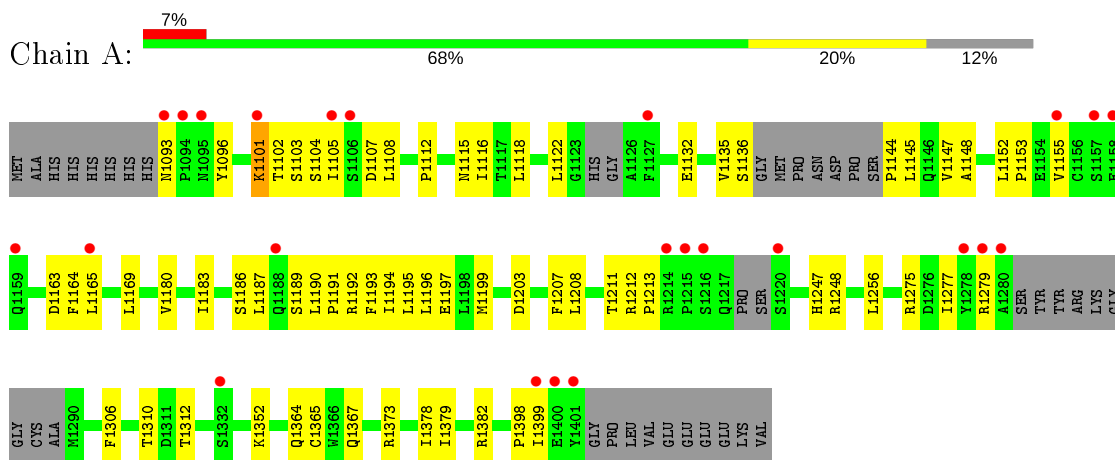 7%
Chain A:
68% 20% 12%
MET ALA HIS HIS HIS HIS HIS HIS N1093 P1094 N1095 Y1096 K1101 T1102 S1103 S1104 I1105 S1106 D1107 L1108 P1112 N1115 I1116 T1117 L1118 L1122 G1123 HIS GLY A1126 F1127 E1132 V1135 S1136 GLY MET PRO ASN ASP PRO SER P1144 L1145 Q1146 V1147 A1148 L1152 P1153 E1154 V1155 C1156 S1157 E1158
Q1159 D1163 F1164 L1165 L1169 V1180 I1183 S1186 L1187 Q1188 S1189 L1190 P1191 R1192 F1193 I1194 L1195 L1196 E1197 L1198 M1199 D1203 F1207 L1208 T1211 R1212 P1213 R1214 P1215 S1216 Q1217 PRO SER S1220 H1247 R1248 L1256 R1275 D1276 I1277 Y1278 R1279 A1280 SER TYR TYR ARG LYS GLY
GLY CYS ALA M1290 F1306 T1310 D1311 T1312 S1332 K1352 Q1364 C1365 W1366 Q1367 R1373 I1378 I1379 R1382 P1398 I1399 E1400 Y1401 GLY PRO LEU VAL GLU GLU GLU GLU LYS VAL